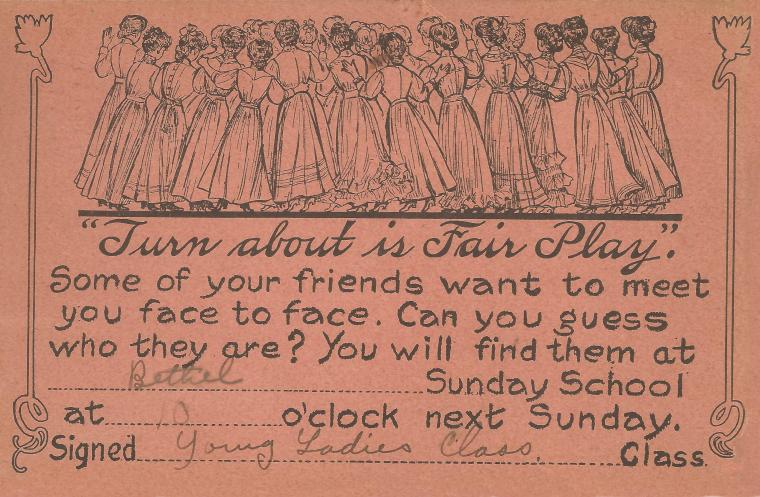 "Turn about is Fair Play".
Some of your friends want to meet
you face to face. Can you guess
who they are? You will find them at
Bethel Sunday School
at 10 o'clock next Sunday.
Signed Young Ladies Class. Class.